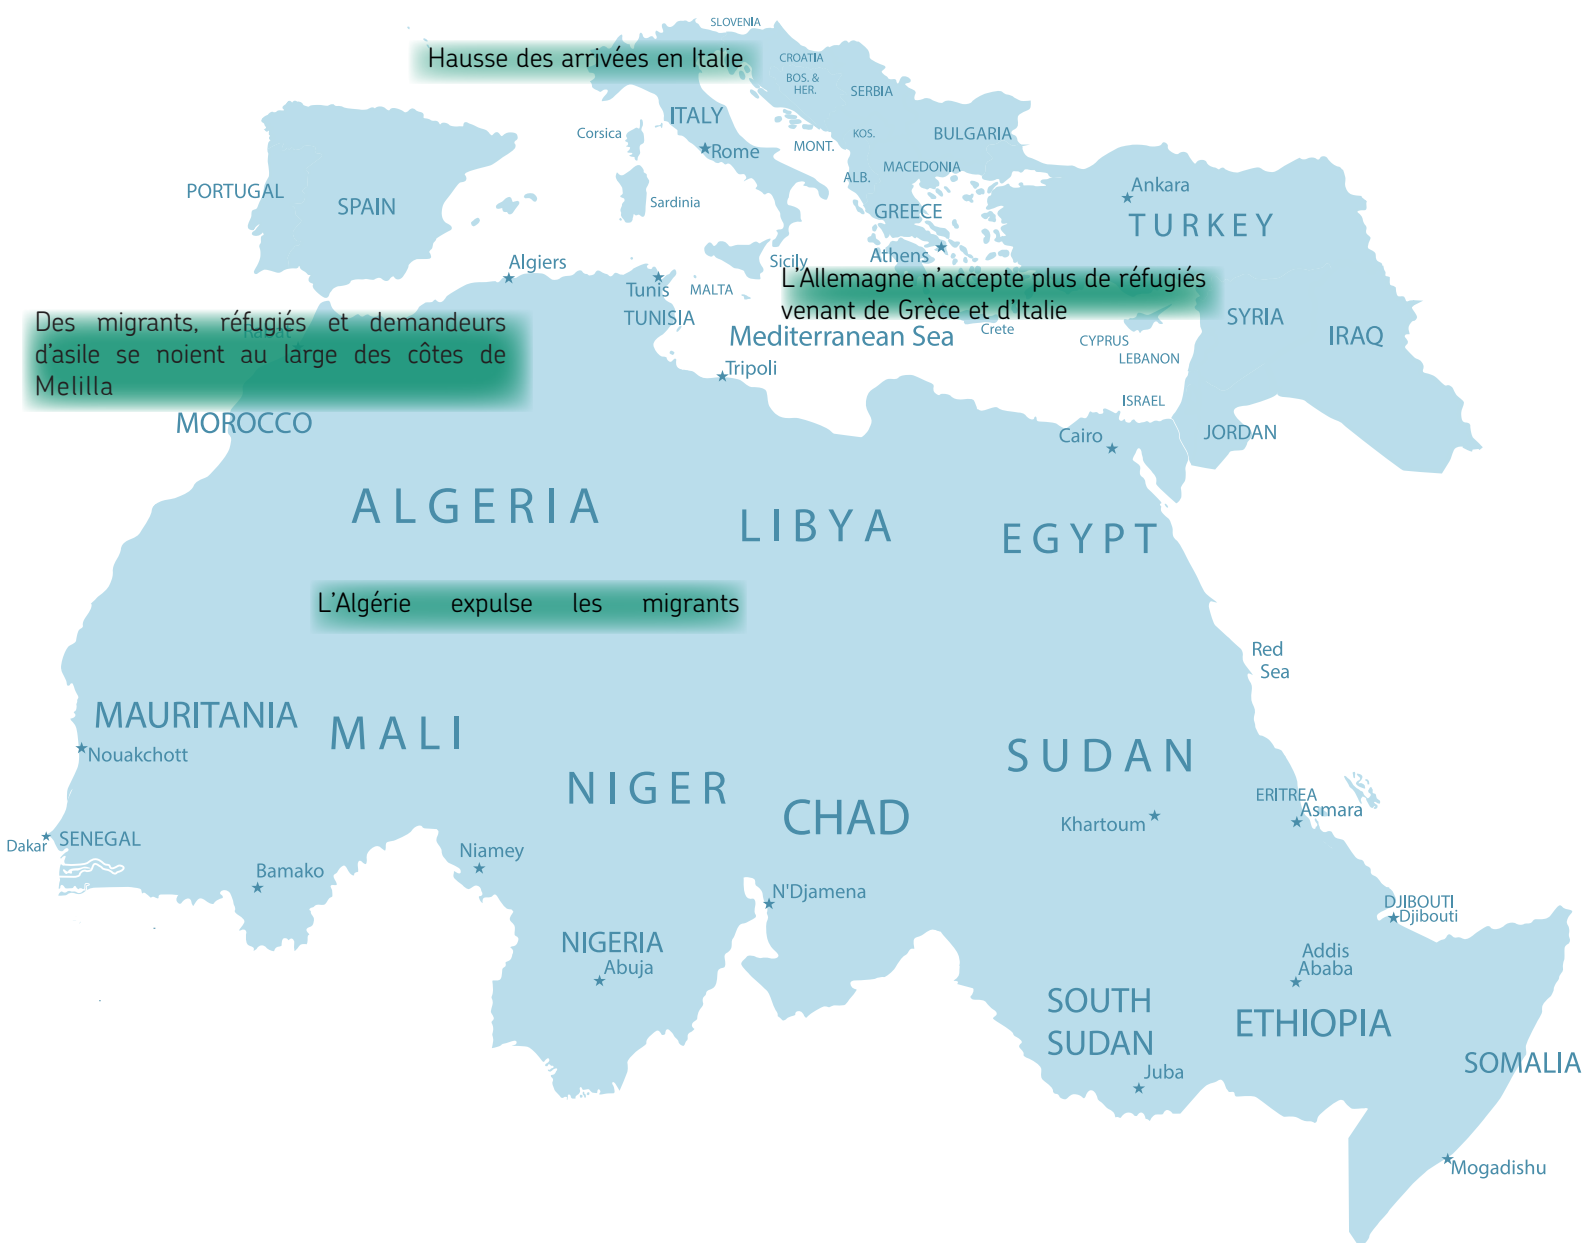 SLOVENIA
Hausse des arrivées en Italie
CROATIA
BOS. &
HER.
SERBIA
ITALY
Corsica
Rome
KOS.
BULGARIA
MONT.
MACEDONIA
ALB.
PORTUGAL
SPAIN
Sardinia
Ankara
GREECE
TURKEY
Algiers
Sicily
Athens
Tunis
MALTA
TUNISIA
L'Allemagne n'accepte plus de réfugiés
venant de Grèce et d'Italie
Mediterranean Sea
Crete
CYPRUS
LEBANON
SYRIA
IRAQ
Rabat
Des migrants, réfugiés et demandeurs
d'asile se noient au large des côtes de
Melilla
Tripoli
ISRAEL
MOROCCO
Cairo
JORDAN
ALGERIA
LIBYA
EGYPT
L'Algérie expulse les migrants
Red
Sea
MAURITANIA
MALI
Nouakchott
SUDAN
NIGER
CHAD
ERITREA
Asmara
Khartoum
Dakar
SENEGAL
Niamey
Bamako
N'Djamena
DJIBOUTI
Djibouti
NIGERIA
Abuja
Addis
Ababa
SOUTH
SUDAN
ETHIOPIA
SOMALIA
Juba
Mogadishu